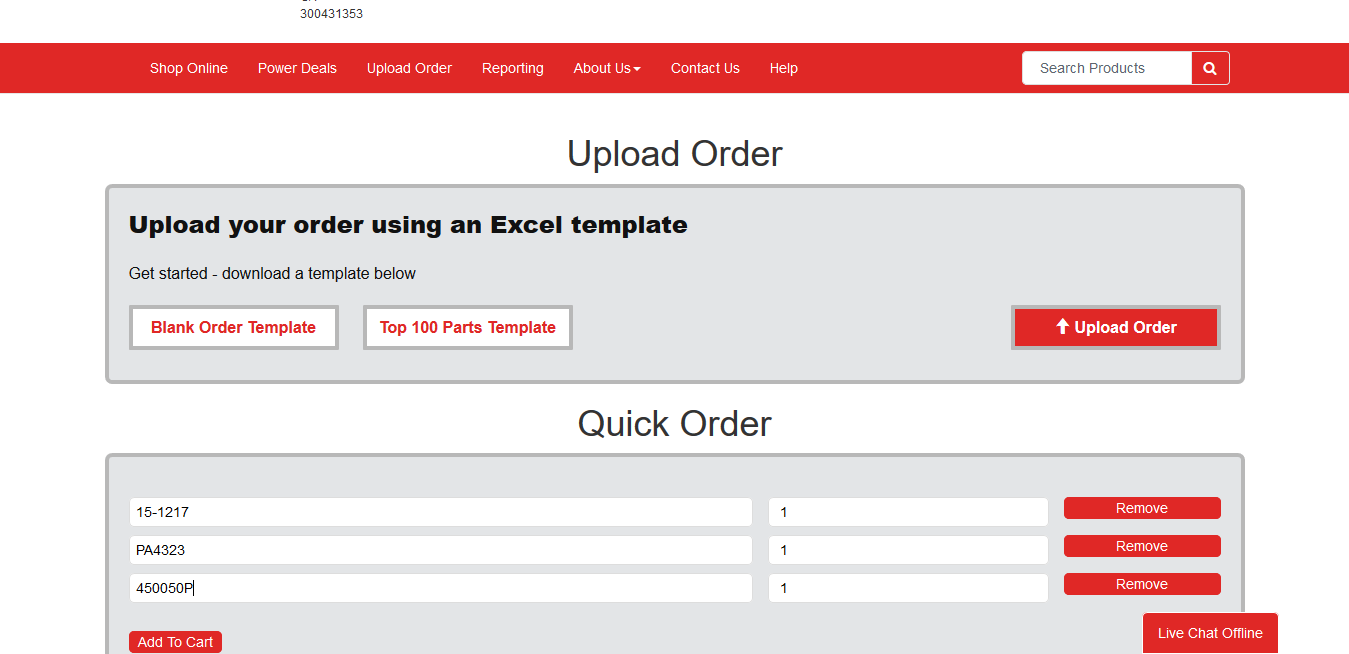 300431353
Shop Online Power Deals Upload Order Reporting About Us Contact Us Help Search Products
Upload Order
Upload your order using an Excel template
Get started - download a template below
Blank Order Template Top 100 Parts Template Upload Order
Quick Order
15-1217 1 Remove
PA4323 1 Remove
450050P 1 Remove
Add To Cart
Live Chat Offline